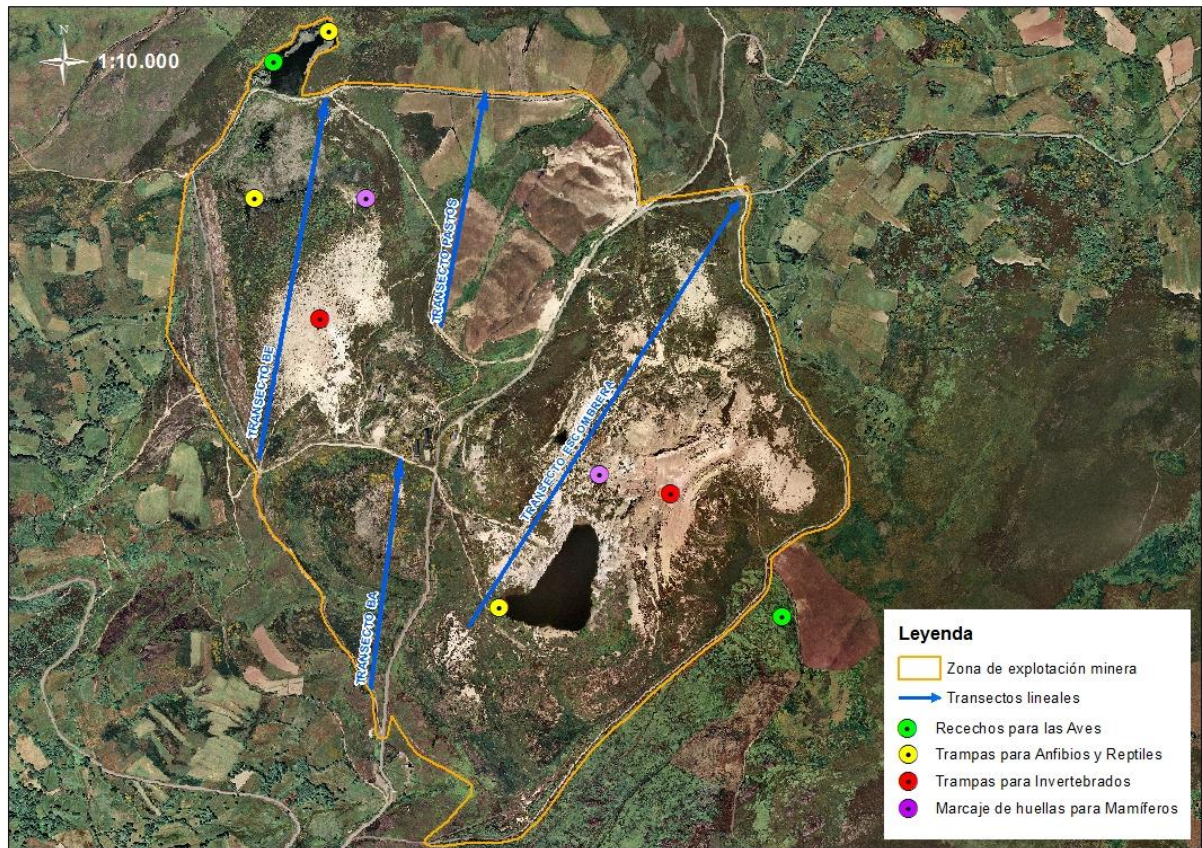 N
1:10.000
TRANSECTO BE
TRANSECTO PASTOS
TRANSECTO ESCOMBRERA
TRANSECTO BA
Leyenda
Zona de explotación minera
Transectos lineales
Recechos para las Aves
Trampas para Anfibios y Reptiles
Trampas para Invertebrados
Marcaje de huellas para Mamíferos